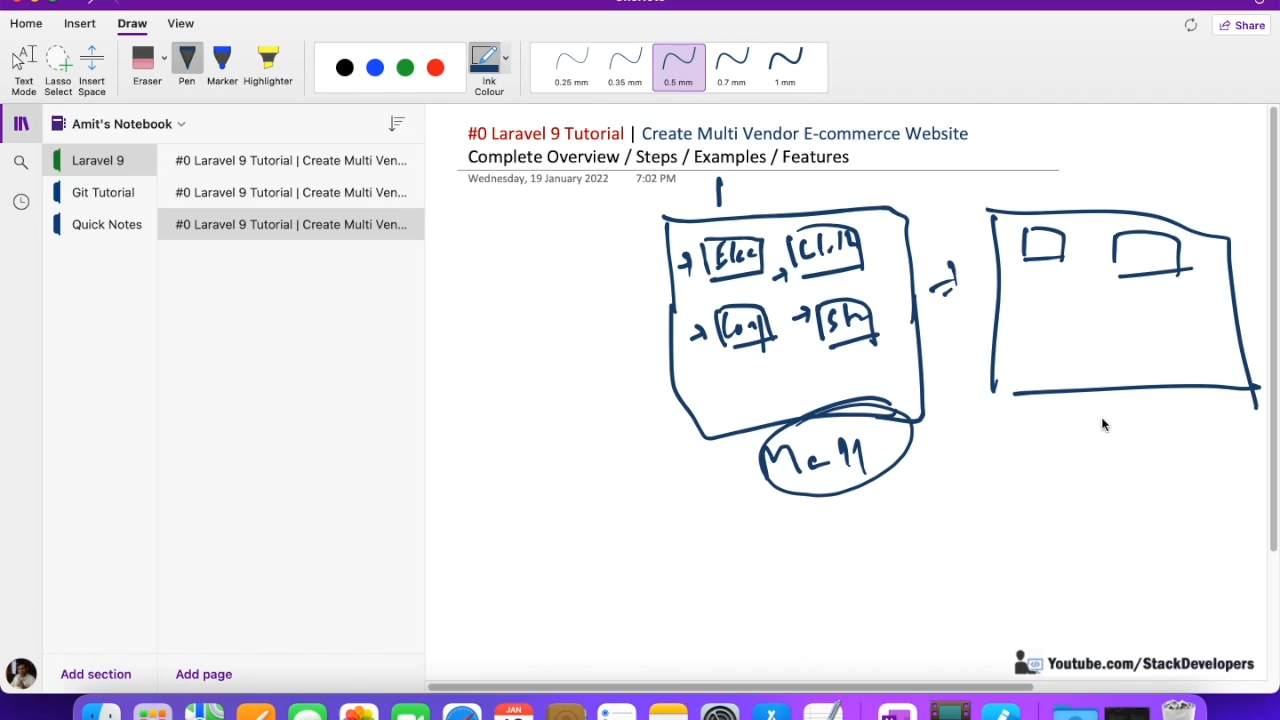 Home Insert Draw View
Share
Text Mode
Lasso Select
Insert Space
Eraser
Pen
Marker
Highlighter
Ink Colour
0.25 mm
0.35 mm
0.5 mm
0.7 mm
1 mm
Amit's Notebook
Laravel 9
Git Tutorial
Quick Notes
#0 Laravel 9 Tutorial | Create Multi Ven...
#0 Laravel 9 Tutorial | Create Multi Ven...
#0 Laravel 9 Tutorial | Create Multi Ven...
#0 Laravel 9 Tutorial | Create Multi Vendor E-commerce Website
Complete Overview / Steps / Examples / Features
Wednesday, 19 January 2022 7:02 PM
Elec
Mall
Add section
Add page
Youtube.com/StackDevelopers
JAN